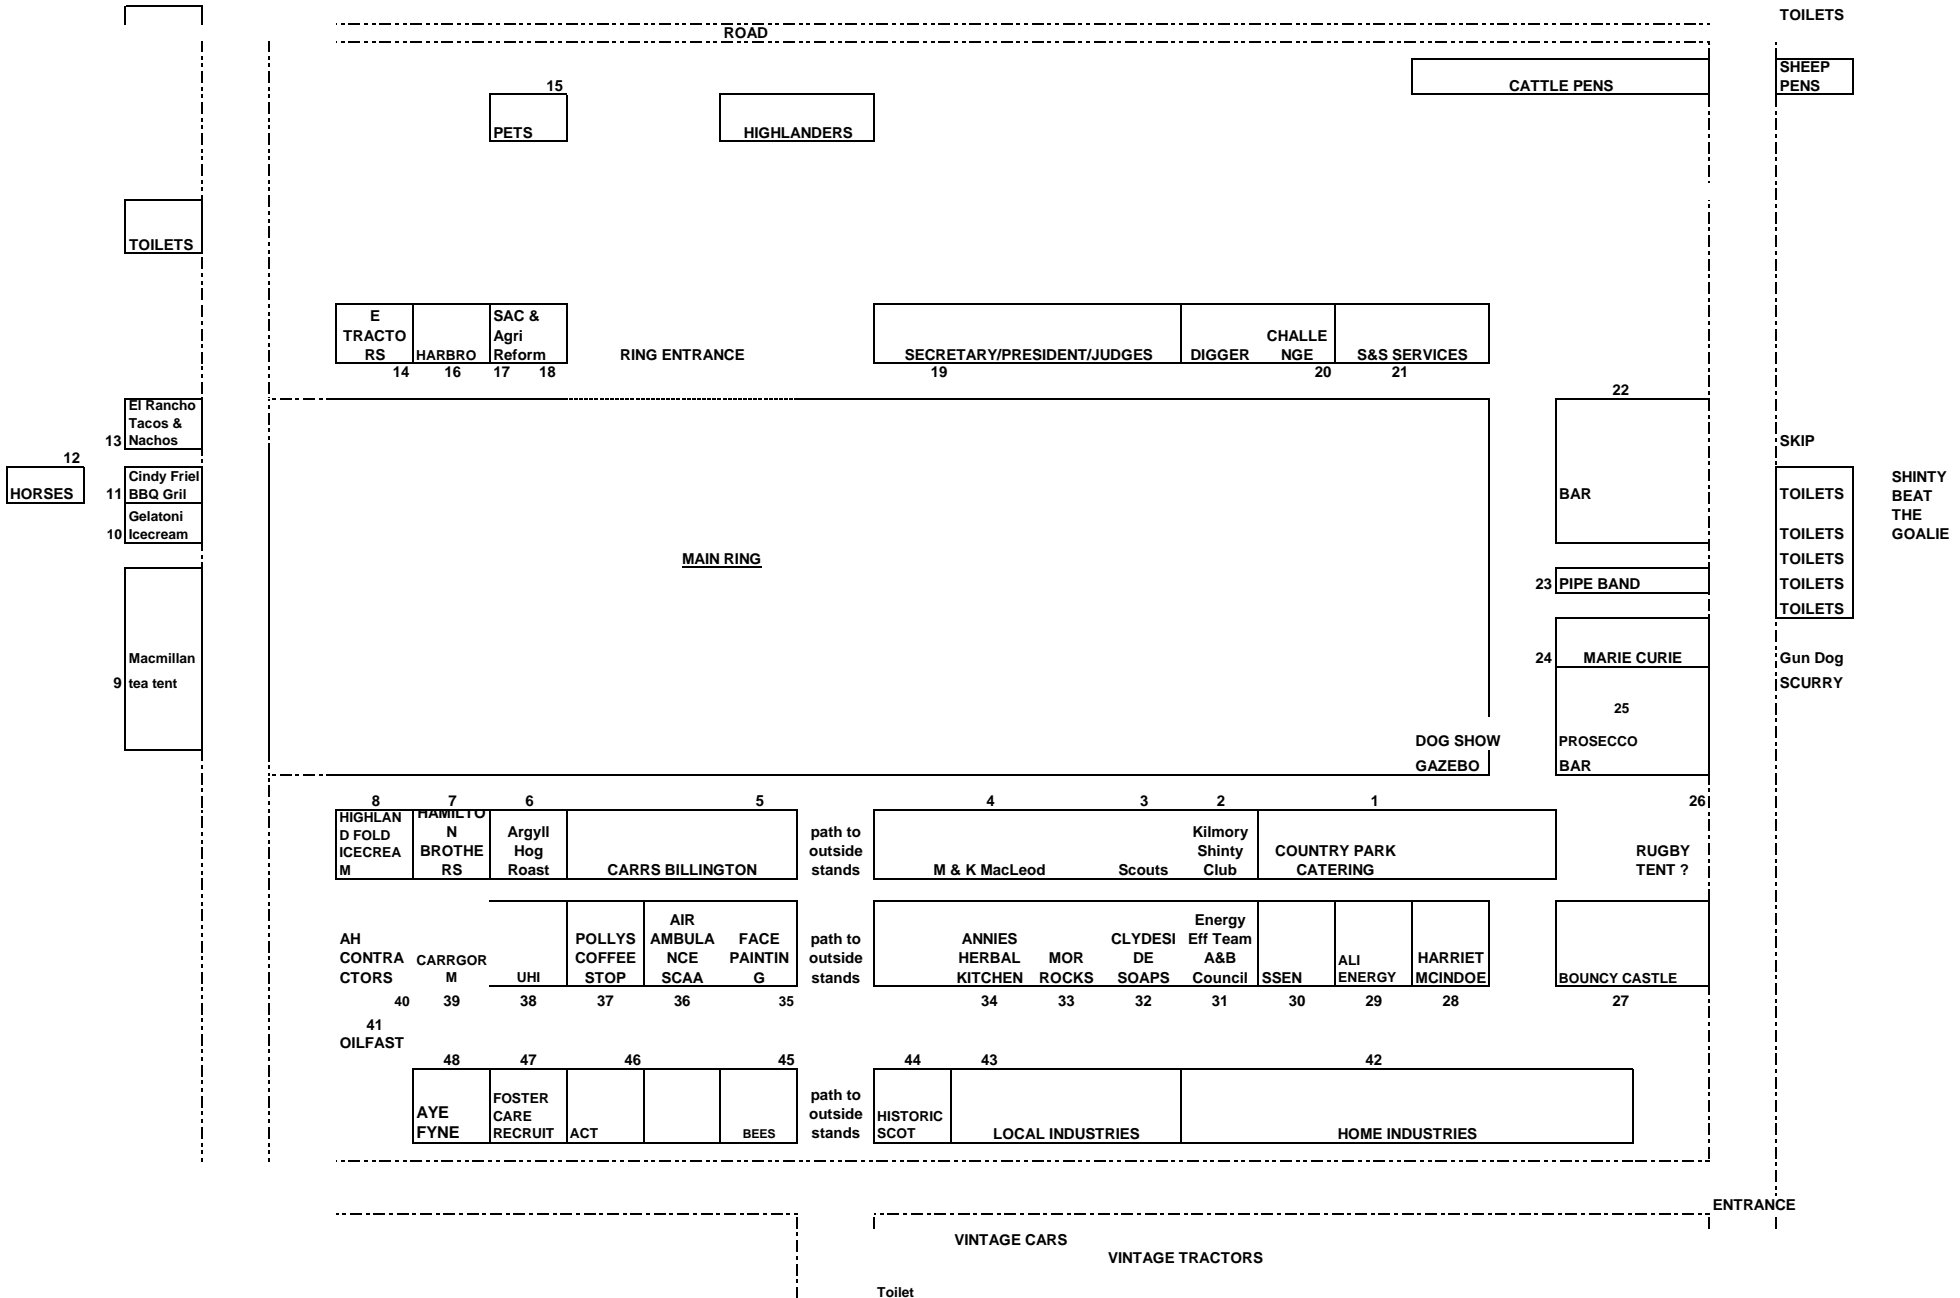 TOILETS
ROAD
SHEEP
PENS
CATTLE PENS
15
PETS
HIGHLANDERS
TOILETS
E
TRACTO
RS
HARBRO
SAC &
Agri
Reform
RING ENTRANCE
SECRETARY/PRESIDENT/JUDGES
DIGGER
CHALLE
NGE
S&S SERVICES
14
16
17
18
19
20
21
22
El Rancho
Tacos &
13 Nachos
SKIP
12
HORSES
Cindy Friel
11 BBQ Gril
Gelatoni
10 Icecream
BAR
TOILETS
TOILETS
TOILETS
TOILETS
TOILETS
SHINTY
BEAT
THE
GOALIE
MAIN RING
23 PIPE BAND
Macmillan
9 tea tent
24 MARIE CURIE
Gun Dog
SCURRY
25
PROSECCO
BAR
DOG SHOW
GAZEBO
8
7
6
5
4
3
2
1
26
HIGHLAN
D FOLD
ICECREA
M
HAMILTO
N
BROTHE
RS
Argyll
Hog
Roast
CARRS BILLINGTON
path to
outside
stands
M & K MacLeod
Scouts
Kilmory
Shinty
Club
COUNTRY PARK
CATERING
RUGBY
TENT ?
AH
CONTRA
CTORS
CARRGOR
M
UHI
POLLYS
COFFEE
STOP
AIR
AMBULA
NCE
SCAA
FACE
PAINTIN
G
path to
outside
stands
ANNIES
HERBAL
KITCHEN
MOR
ROCKS
CLYDESI
DE
SOAPS
Energy
Eff Team
A&B
Council
SSEN
ALI
ENERGY
HARRIET
MCINDOE
BOUNCY CASTLE
40
39
38
37
36
35
34
33
32
31
30
29
28
27
41
OILFAST
48
47
46
45
44
43
42
AYE
FYNE
FOSTER
CARE
RECRUIT
ACT
BEES
path to
outside
stands
HISTORIC
SCOT
LOCAL INDUSTRIES
HOME INDUSTRIES
ENTRANCE
VINTAGE CARS
VINTAGE TRACTORS
Toilet